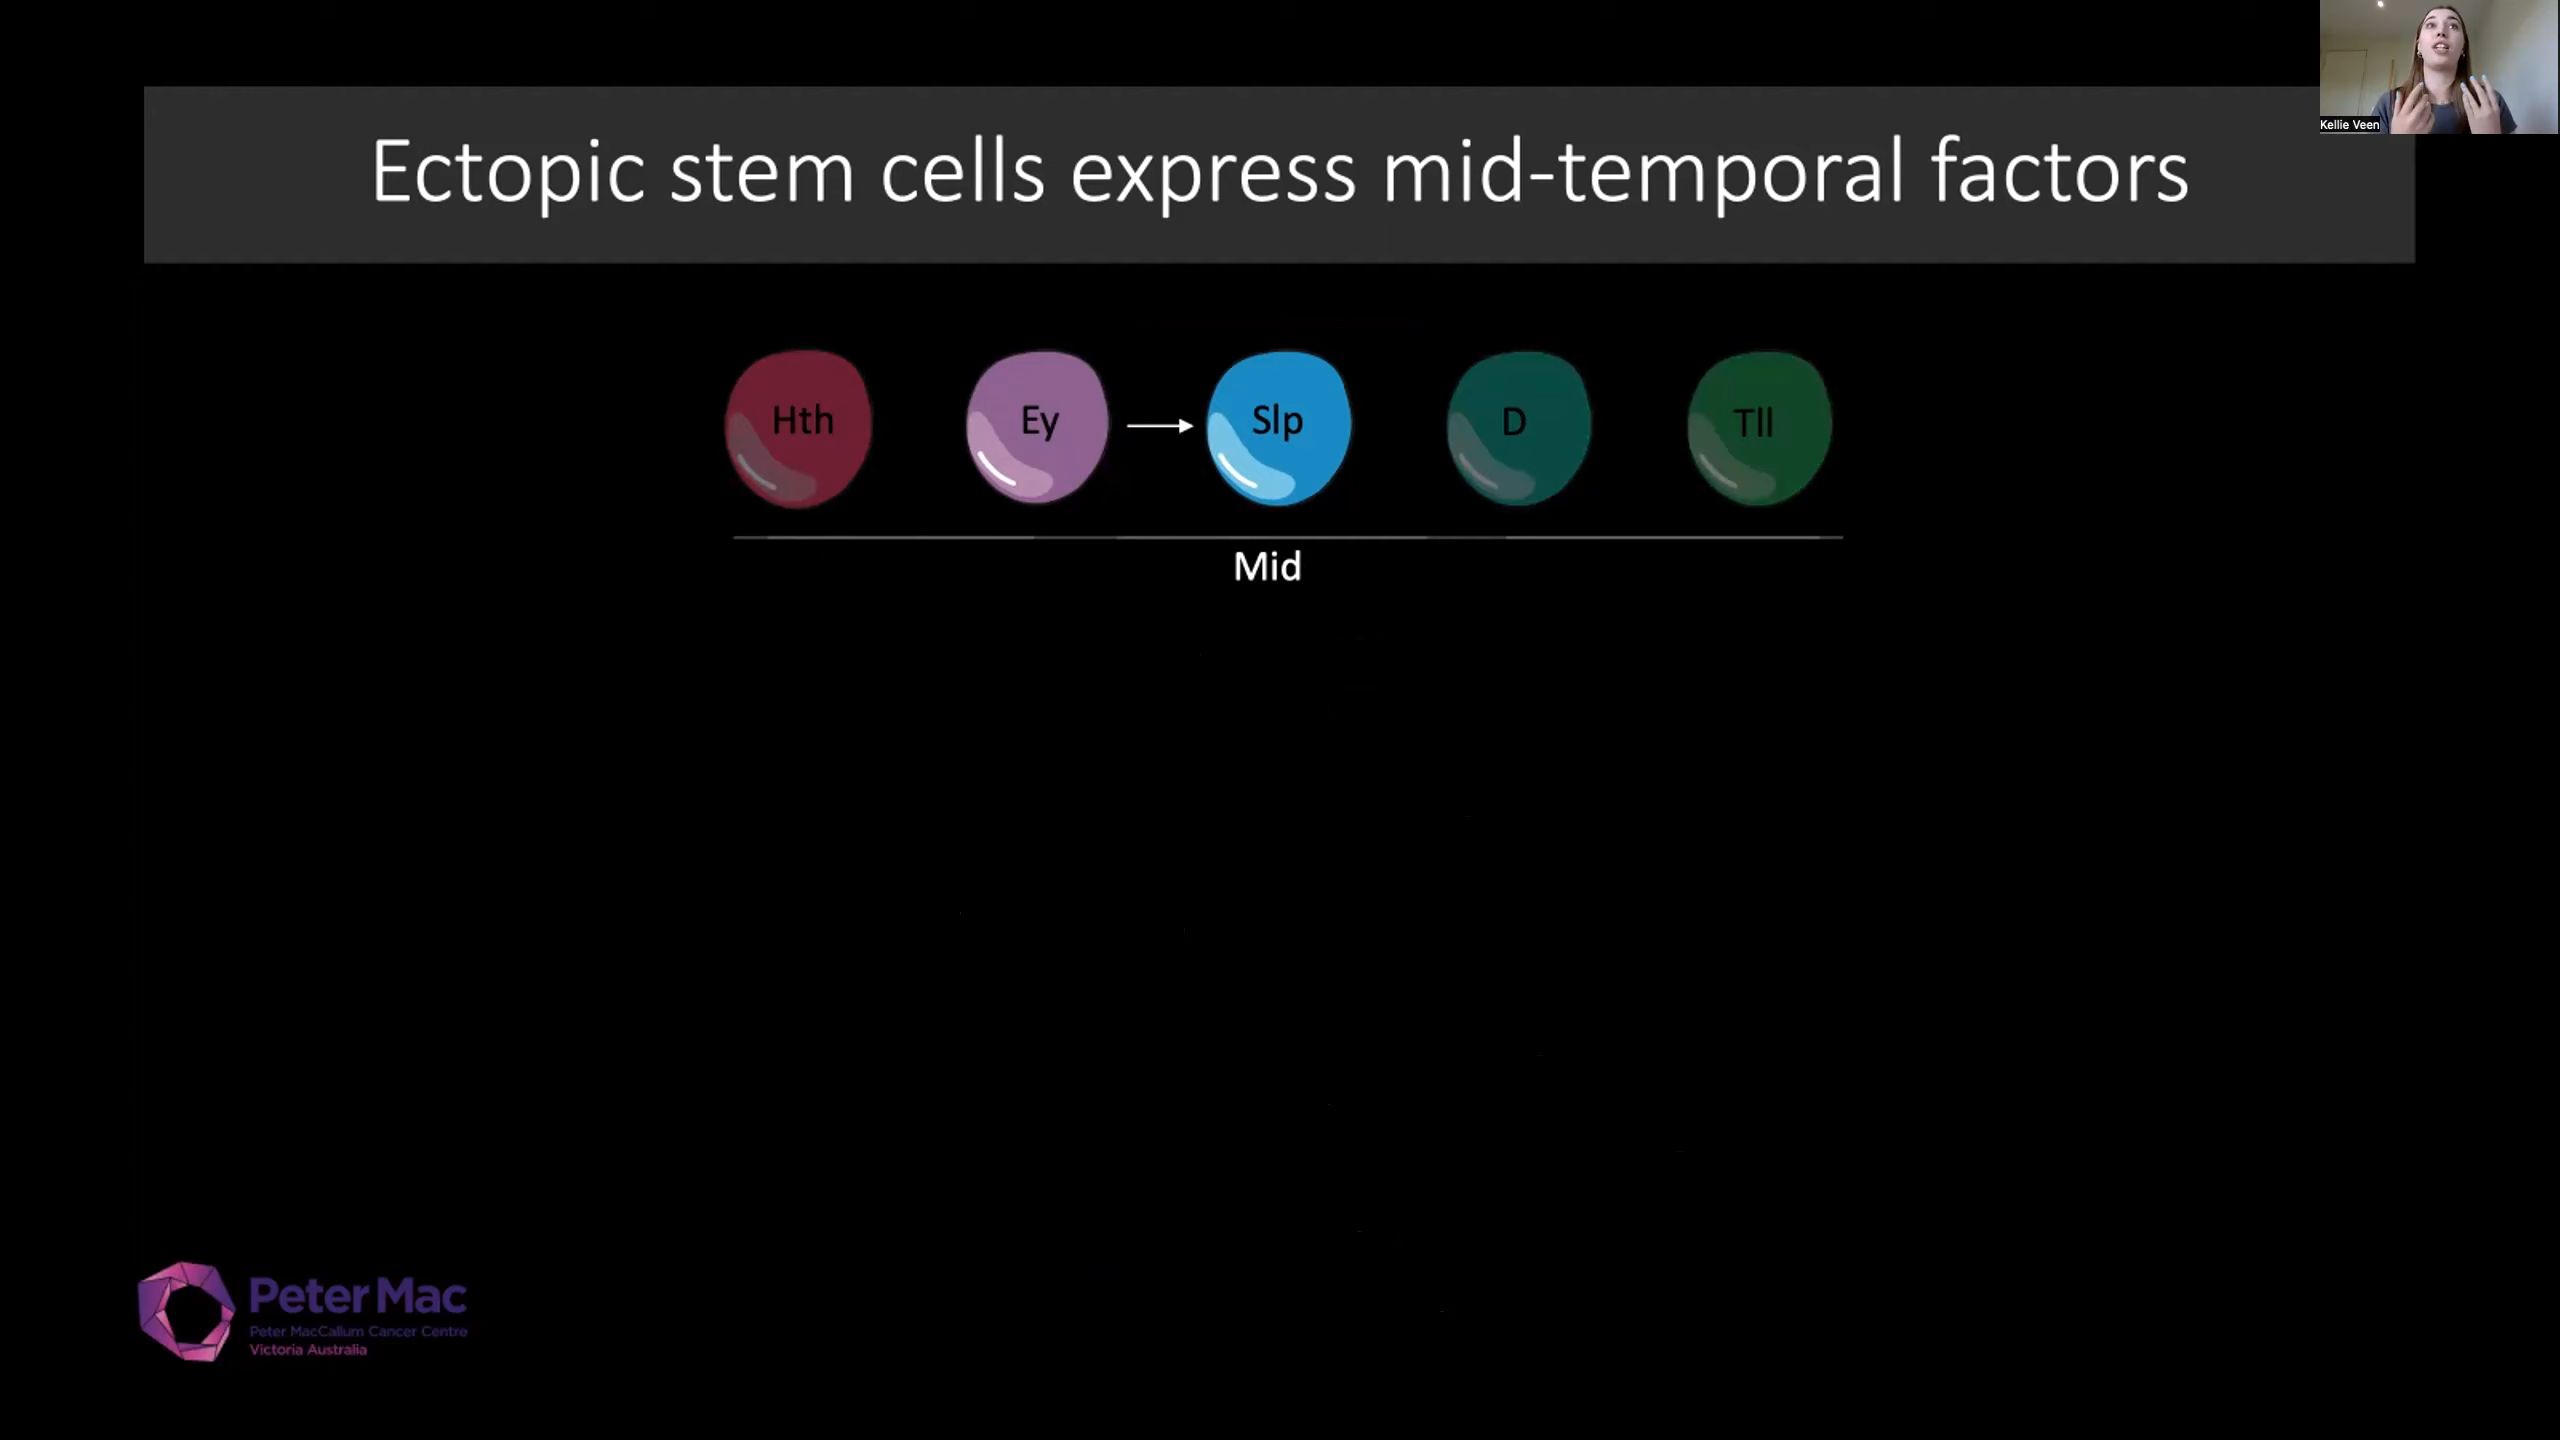 Kellie Veen
Ectopic stem cells express mid-temporal factors
Hth Ey Slp D Tll
Mid
Peter Mac
Peter MacCallum Cancer Centre
Victoria Australia